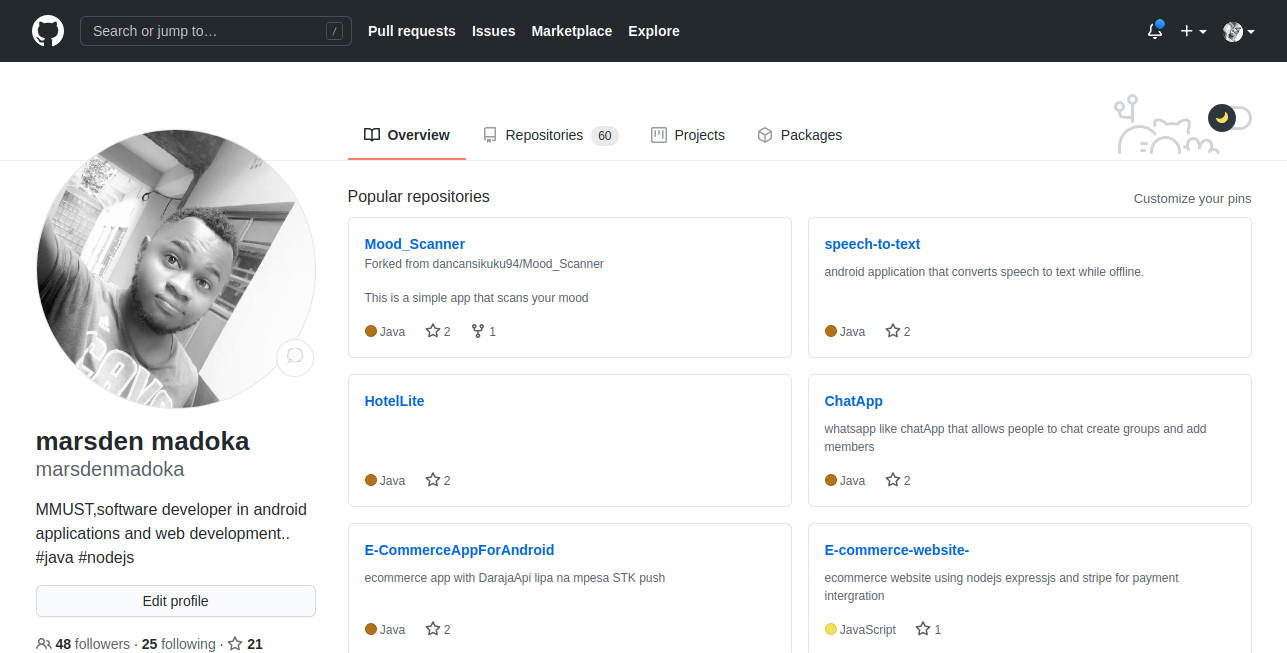 Search or jump to… /
Pull requests Issues Marketplace Explore
Overview Repositories 60 Projects Packages
Popular repositories
Customize your pins
Mood_Scanner
Forked from dancansikuku94/Mood_Scanner
This is a simple app that scans your mood
Java 2 1
speech-to-text
android application that converts speech to text while offline.
Java 2
HotelLite
Java 2
ChatApp
whatsapp like chatApp that allows people to chat create groups and add
members
Java 2
E-CommerceAppForAndroid
ecommerce app with DarajaApi lipa na mpesa STK push
Java 2
E-commerce-website-
ecommerce website using nodejs expressjs and stripe for payment
intergration
JavaScript 1
marsden madoka
marsdenmadoka
MMUST,software developer in android
applications and web development..
#java #nodejs
Edit profile
48 followers · 25 following · 21